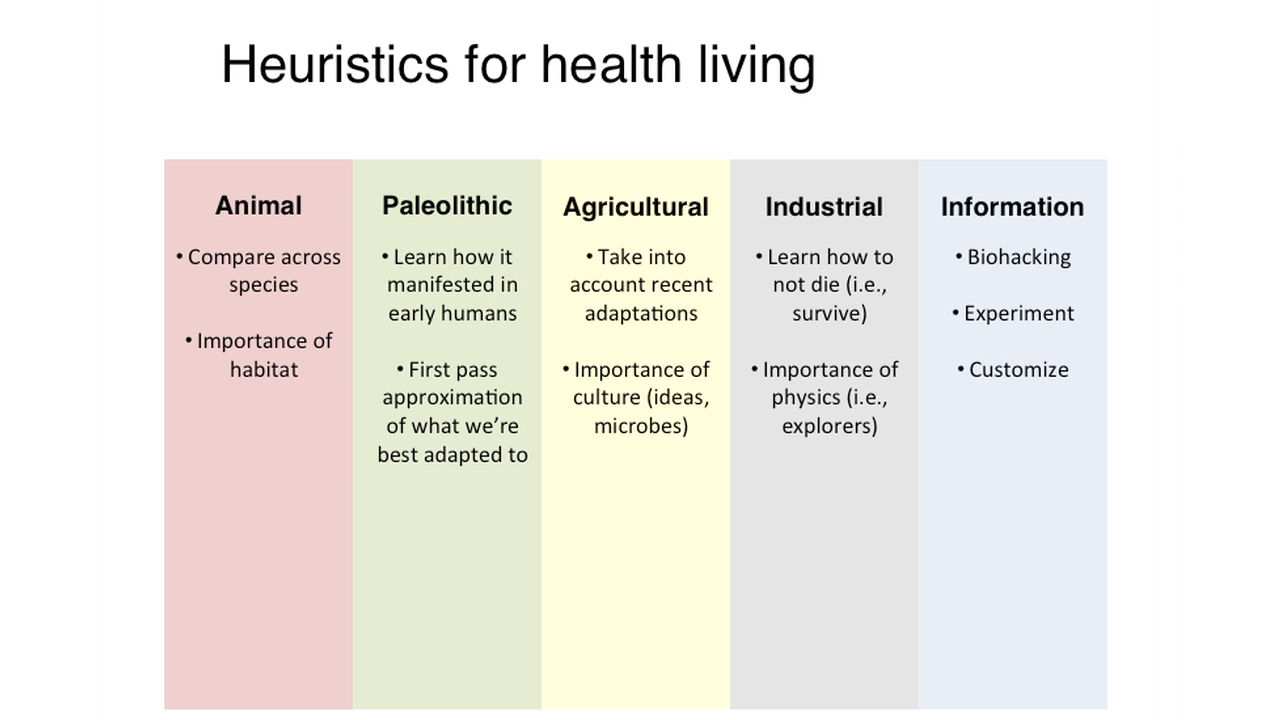 Heuristics for health living
Animal
• Compare across
species
• Importance of
habitat
Paleolithic
• Learn how it
manifested in
early humans
• First pass
approximation
of what we’re
best adapted to
Agricultural
• Take into
account recent
adaptations
• Importance of
culture (ideas,
microbes)
Industrial
• Learn how to
not die (i.e.,
survive)
• Importance of
physics (i.e.,
explorers)
Information
• Biohacking
• Experiment
• Customize